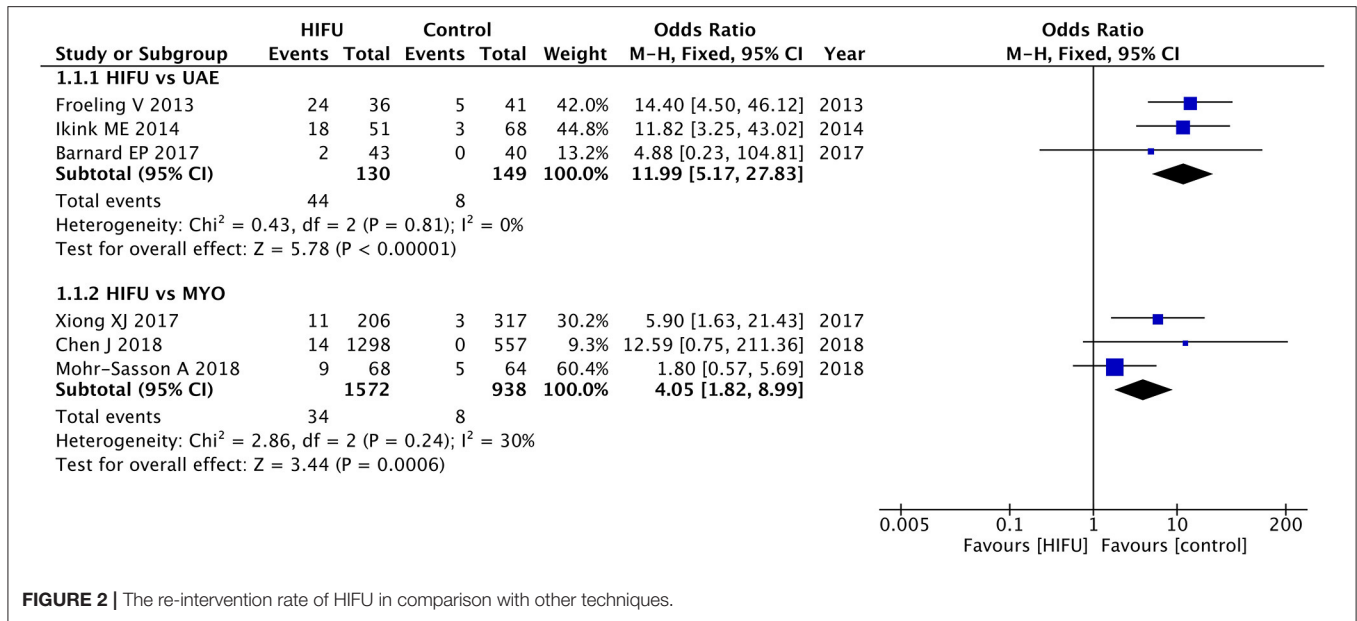 HIFU Control Odds Ratio Odds Ratio
Study or Subgroup Events Total Events Total Weight M-H, Fixed, 95% CI Year M-H, Fixed, 95% CI
1.1.1 HIFU vs UAE
Froeling V 2013 24 36 5 41 42.0% 14.40 [4.50, 46.12] 2013
Ikink ME 2014 18 51 3 68 44.8% 11.82 [3.25, 43.02] 2014
Barnard EP 2017 2 43 0 40 13.2% 4.88 [0.23, 104.81] 2017
Subtotal (95% CI) 130 149 100.0% 11.99 [5.17, 27.83]
Total events 44 8
Heterogeneity: Chi² = 0.43, df = 2 (P = 0.81); I² = 0%
Test for overall effect: Z = 5.78 (P < 0.00001)
1.1.2 HIFU vs MYO
Xiong XJ 2017 11 206 3 317 30.2% 5.90 [1.63, 21.43] 2017
Chen J 2018 14 1298 0 557 9.3% 12.59 [0.75, 211.36] 2018
Mohr-Sasson A 2018 9 68 5 64 60.4% 1.80 [0.57, 5.69] 2018
Subtotal (95% CI) 1572 938 100.0% 4.05 [1.82, 8.99]
Total events 34 8
Heterogeneity: Chi² = 2.86, df = 2 (P = 0.24); I² = 30%
Test for overall effect: Z = 3.44 (P = 0.0006)
0.005 0.1 1 10 200
Favours [HIFU] Favours [control]
FIGURE 2 | The re-intervention rate of HIFU in comparison with other techniques.